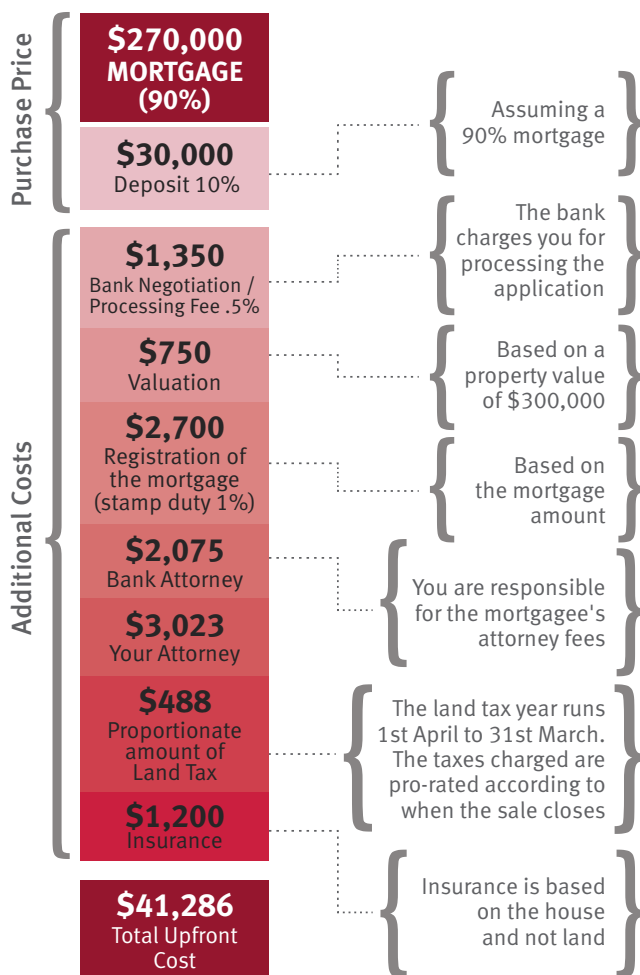 Purchase Price
$270,000
MORTGAGE
(90%)
$30,000
Deposit 10%
Assuming a
90% mortgage
Additional Costs
$1,350
Bank Negotiation /
Processing Fee .5%
The bank
charges you for
processing the
application
$750
Valuation
Based on a
property value
of $300,000
$2,700
Registration of
the mortgage
(stamp duty 1%)
Based on
the mortgage
amount
$2,075
Bank Attorney
You are responsible
for the mortgagee's
attorney fees
$3,023
Your Attorney
$488
Proportionate
amount of
Land Tax
The land tax year runs
1st April to 31st March.
The taxes charged are
pro-rated according to
when the sale closes
$1,200
Insurance
Insurance is based
on the house
and not land
$41,286
Total Upfront
Cost